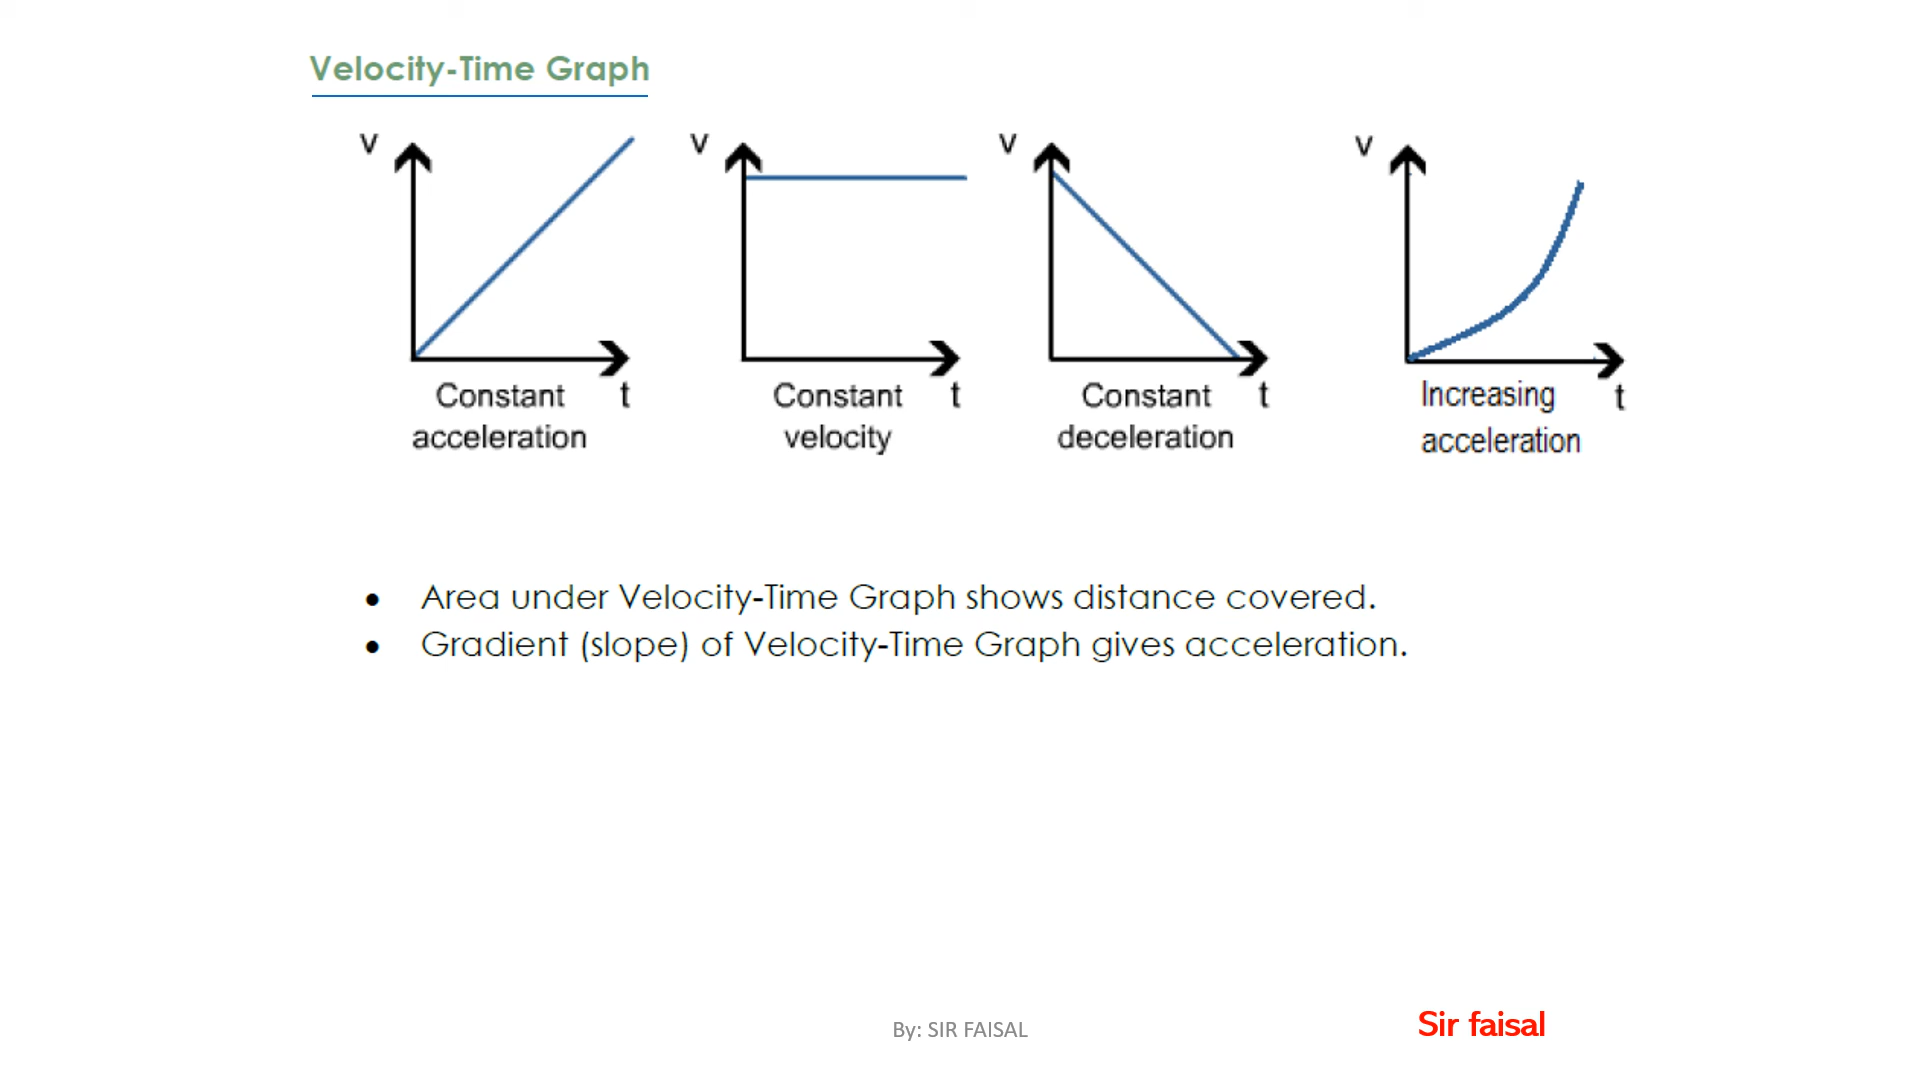 Velocity-Time Graph
v v v v
t t t t
Constant
acceleration
Constant
velocity
Constant
deceleration
Increasing
acceleration
• Area under Velocity-Time Graph shows distance covered.
• Gradient (slope) of Velocity-Time Graph gives acceleration.
By: SIR FAISAL
Sir faisal